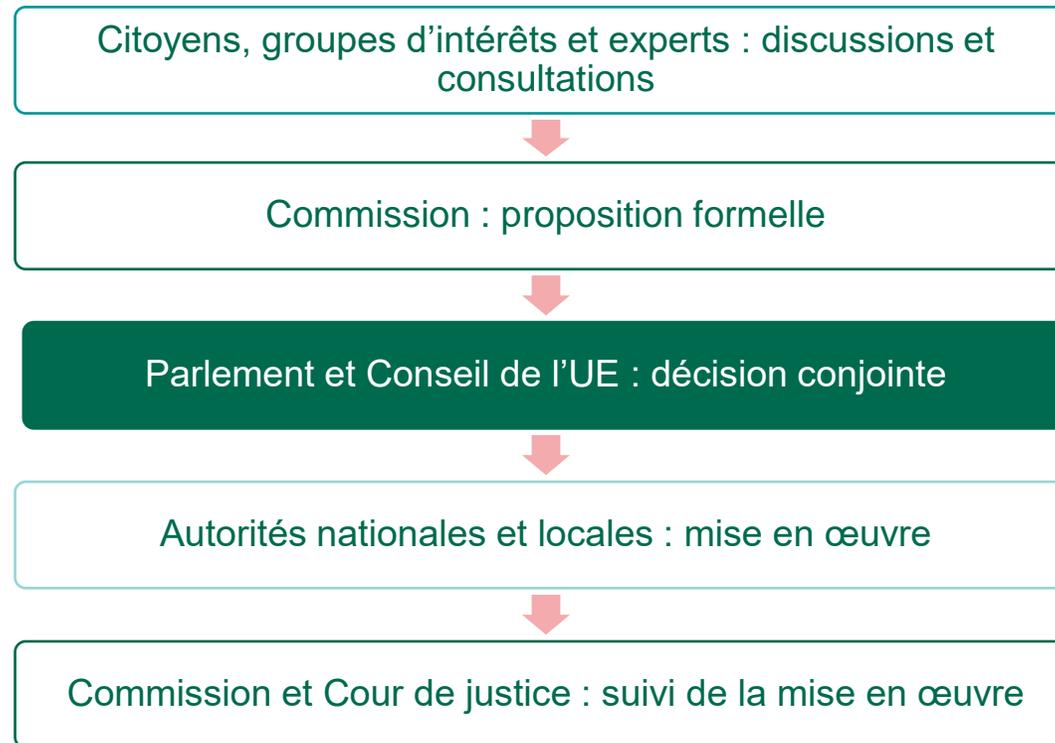 Citoyens, groupes d’intérêts et experts : discussions et
consultations
Commission : proposition formelle
Parlement et Conseil de l’UE : décision conjointe
Autorités nationales et locales : mise en œuvre
Commission et Cour de justice : suivi de la mise en œuvre